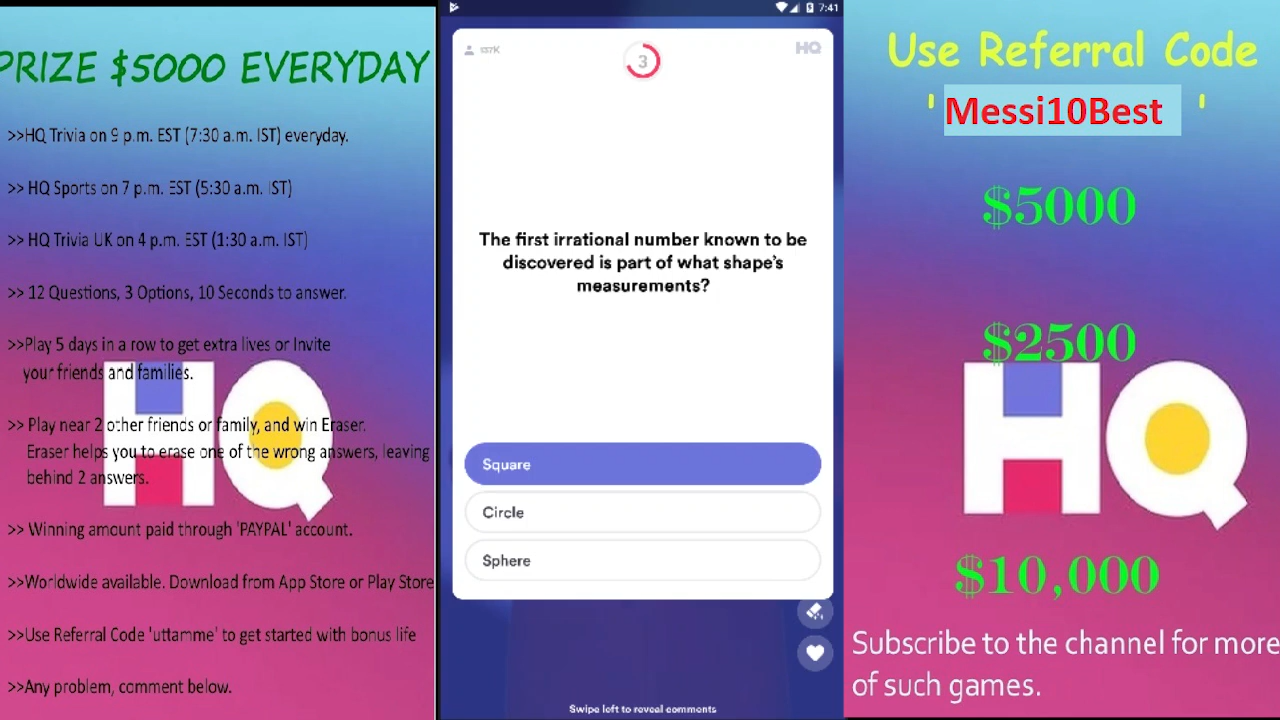 PRIZE $5000 EVERYDAY
>>HQ Trivia on 9 p.m. EST (7:30 a.m. IST) everyday.
>> HQ Sports on 7 p.m. EST (5:30 a.m. IST)
>> HQ Trivia UK on 4 p.m. EST (1:30 a.m. IST)
>> 12 Questions, 3 Options, 10 Seconds to answer.
>>Play 5 days in a row to get extra lives or Invite
your friends and families.
>> Play near 2 other friends or family, and win Eraser.
Eraser helps you to erase one of the wrong answers, leaving
behind 2 answers.
>> Winning amount paid through 'PAYPAL' account.
>>Worldwide available. Download from App Store or Play Store
>>Use Referral Code 'uttamme' to get started with bonus life
>>Any problem, comment below.
HQ
7:41
137K
3
HQ
The first irrational number known to be
discovered is part of what shape's
measurements?
Square
Circle
Sphere
Swipe left to reveal comments
Use Referral Code
' Messi10Best '
$5000
$2500
HQ
$10,000
Subscribe to the channel for more
of such games.